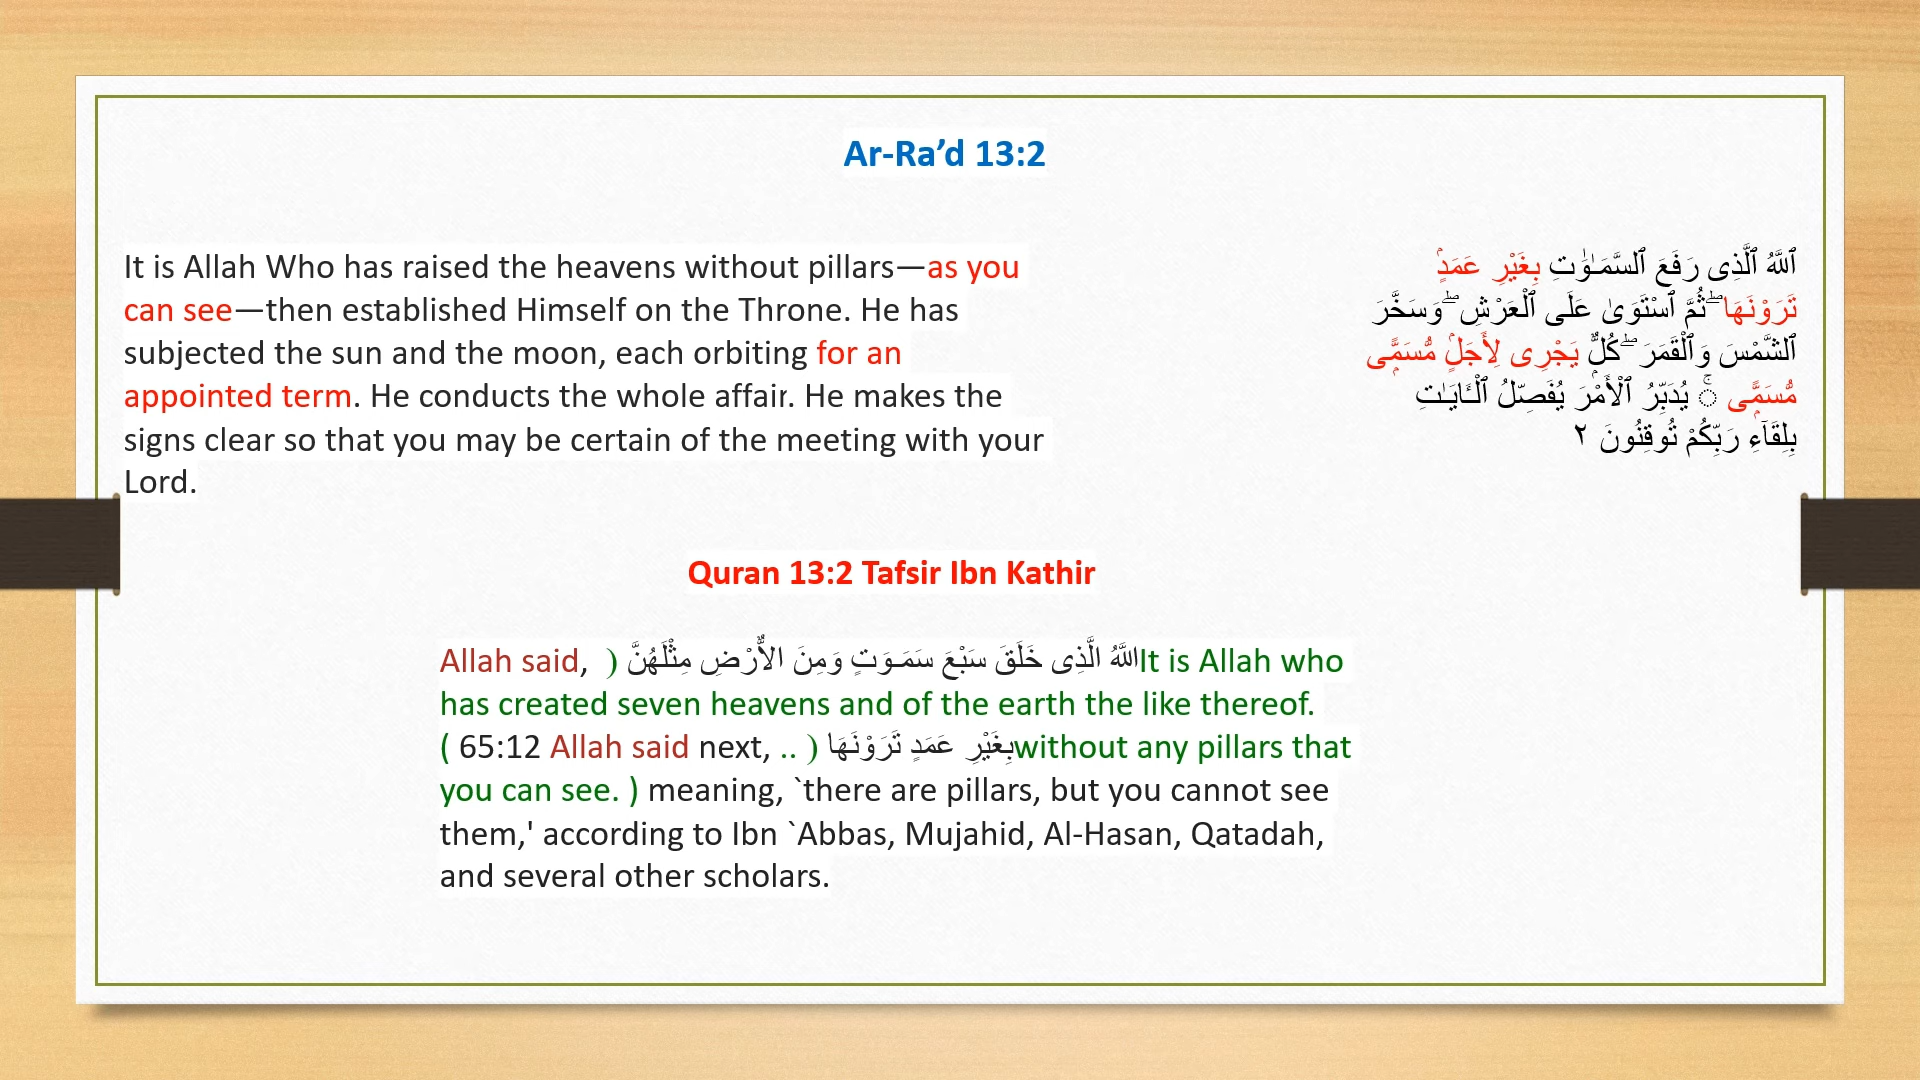 Ar-Ra’d 13:2
It is Allah Who has raised the heavens without pillars—as you
can see—then established Himself on the Throne. He has
subjected the sun and the moon, each orbiting for an
appointed term. He conducts the whole affair. He makes the
signs clear so that you may be certain of the meeting with your
Lord.
ٱللَّهُ ٱلَّذِى رَفَعَ ٱلسَّمَـٰوَٰتِ بِغَيْرِ عَمَدٍۢ
تَرَوْنَهَا ۖ ثُمَّ ٱسْتَوَىٰ عَلَى ٱلْعَرْشِ ۖ وَسَخَّرَ
ٱلشَّمْسَ وَٱلْقَمَرَ ۖ كُلٌّۭ يَجْرِى لِأَجَلٍۢ مُّسَمًّۭى
مُّسَمًّۭى ۚ يُدَبِّرُ ٱلْأَمْرَ يُفَصِّلُ ٱلْـَٔايَـٰتِ
بِلِقَآءِ رَبِّكُمْ تُوقِنُونَ ٢
Quran 13:2 Tafsir Ibn Kathir
Allah said, ( اللَّهُ الَّذِى خَلَقَ سَبْعَ سَمَـوَتٍ وَمِنَ الاٌّرْضِ مِثْلَهُنَّIt is Allah who
has created seven heavens and of the earth the like thereof.
( 65:12 Allah said next, .. ) بِغَيْرِ عَمَدٍ تَرَوْنَهَاwithout any pillars that
you can see. ) meaning, `there are pillars, but you cannot see
them,' according to Ibn `Abbas, Mujahid, Al-Hasan, Qatadah,
and several other scholars.